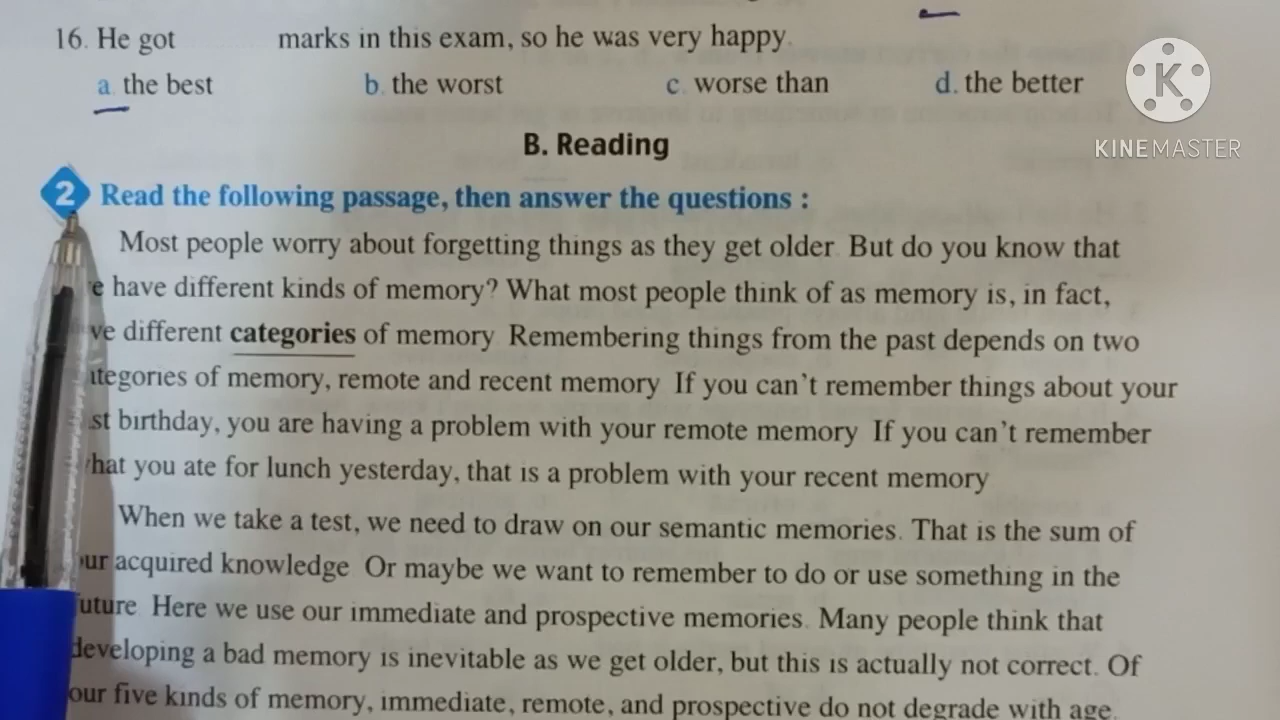 16. He got marks in this exam, so he was very happy.
a. the best b. the worst c. worse than d. the better
K
KINEMASTER
B. Reading
2 Read the following passage, then answer the questions :
Most people worry about forgetting things as they get older. But do you know that
e have different kinds of memory? What most people think of as memory is, in fact,
ve different categories of memory. Remembering things from the past depends on two
tegories of memory, remote and recent memory. If you can't remember things about your
st birthday, you are having a problem with your remote memory. If you can't remember
hat you ate for lunch yesterday, that is a problem with your recent memory
When we take a test, we need to draw on our semantic memories. That is the sum of
ur acquired knowledge. Or maybe we want to remember to do or use something in the
uture. Here we use our immediate and prospective memories. Many people think that
developing a bad memory is inevitable as we get older, but this is actually not correct. Of
our five kinds of memory, immediate, remote, and prospective do not degrade with age.